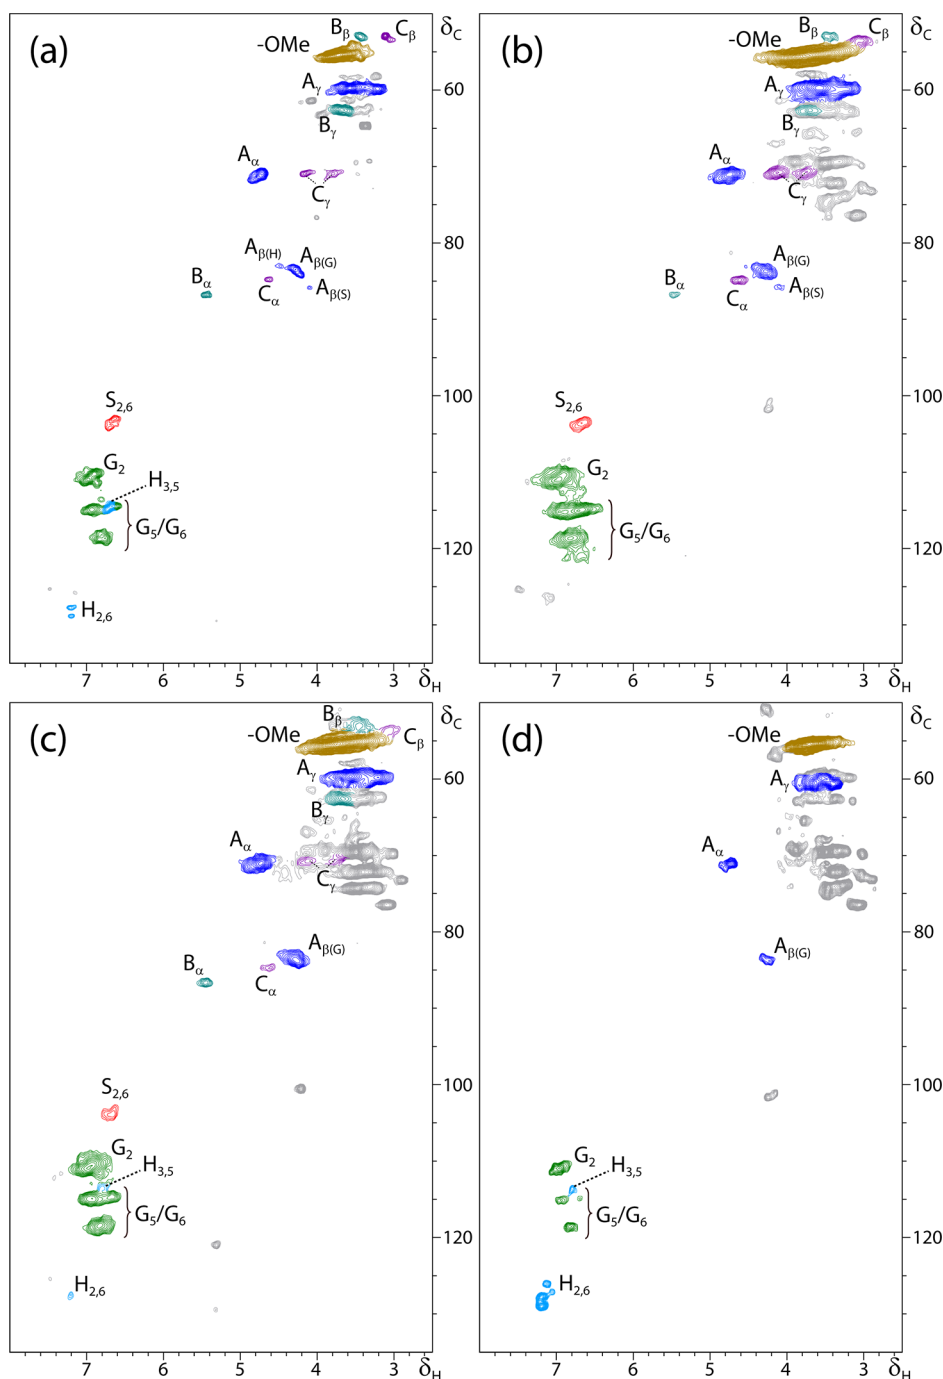 (a)
-OMe
Bβ
Cβ
δC
Aγ
60
Bγ
Aα
Cγ
80
Aβ(H)
Aβ(G)
Bα
Cα
Aβ(S)
100
S2,6
G2
H3,5
G5/G6
120
H2,6
7 6 5 4 3 δH
(b)
-OMe
Bβ
Cβ
δC
Aγ
60
Bγ
Aα
Cγ
80
Aβ(G)
Bα
Cα
Aβ(S)
100
S2,6
G2
G5/G6
120
7 6 5 4 3 δH
(c)
-OMe
Bβ
Cβ
δC
Aγ
60
Bγ
Aα
Cγ
80
Aβ(G)
Bα
Cα
100
S2,6
G2
H3,5
G5/G6
120
H2,6
7 6 5 4 3 δH
(d)
-OMe
δC
Aγ
60
Aα
80
Aβ(G)
100
G2
H3,5
G5/G6
120
H2,6
7 6 5 4 3 δH